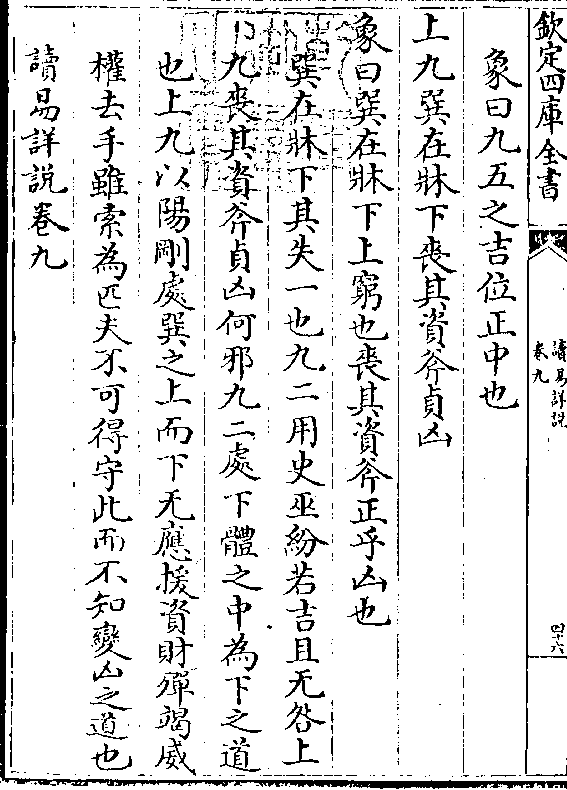 欽定四庫全書
讀易詳說
卷九
四十六
象曰九五之吉位正中也
上九巽在牀下喪其資斧貞凶
象曰巽在牀下上窮也喪其資斧正乎凶也
巽在牀下其失一也九二用史巫紛若吉且无咎上
九喪其資斧貞凶何邪九二處下體之中為下之道
也上九以陽剛處巽之上而下无應援資財殫竭威
權去手雖索為匹夫不可得守此而不知變凶之道也
讀易詳說卷九